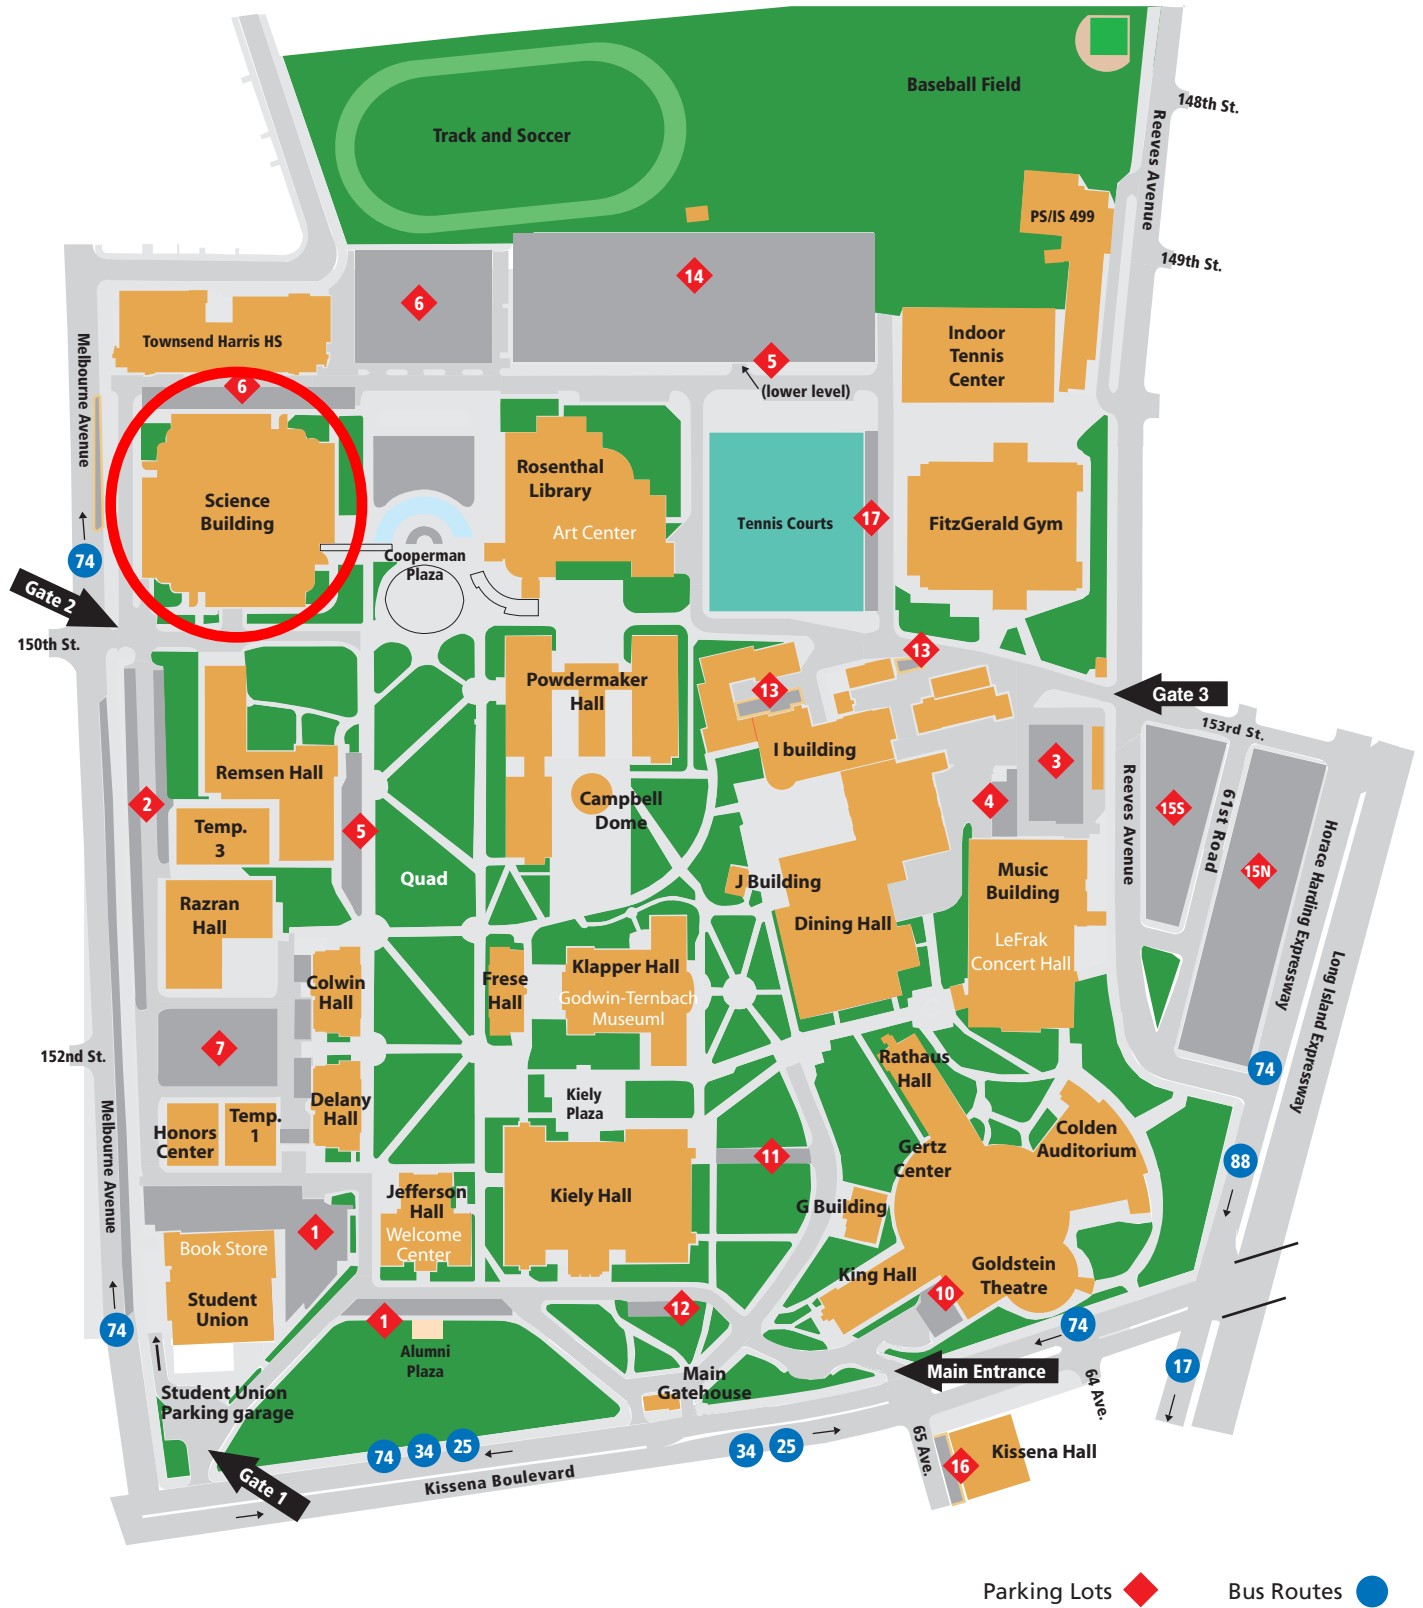 Baseball Field
148th St.
Reeves Avenue
Track and Soccer
PS/IS 499
149th St.
14
6
Townsend Harris HS
Melbourne Avenue
Indoor
Tennis
Center
5
(lower level)
6
Rosenthal
Library
Art Center
Science
Building
Tennis Courts
17
FitzGerald Gym
Cooperman
Plaza
74
Gate 2
150th St.
13
13
Powdermaker
Hall
Gate 3
153rd St.
I building
3
Remsen Hall
2
Temp.
3
5
Campbell
Dome
4
Reeves Avenue
15S
61st Road
15N
Horace Harding Expressway
Long Island Expressway
Quad
J Building
Music
Building
LeFrak
Concert Hall
Dining Hall
Razran
Hall
Colwin
Hall
Frese
Hall
Klapper Hall
Godwin-Ternbach
Museuml
7
152nd St.
Rathaus
Hall
74
Kiely
Plaza
Delany
Hall
Temp.
1
Honors
Center
Melbourne Avenue
Colden
Auditorium
Gertz
Center
11
88
Jefferson
Hall
Welcome
Center
Kiely Hall
G Building
1
Book Store
Student
Union
King Hall
Goldstein
Theatre
10
12
1
74
74
Alumni
Plaza
Main
Gatehouse
Main Entrance
17
64 Ave.
Student Union
Parking garage
Gate 1
74
34
25
34
25
Kissena Boulevard
65 Ave.
16
Kissena Hall
Parking Lots
Bus Routes